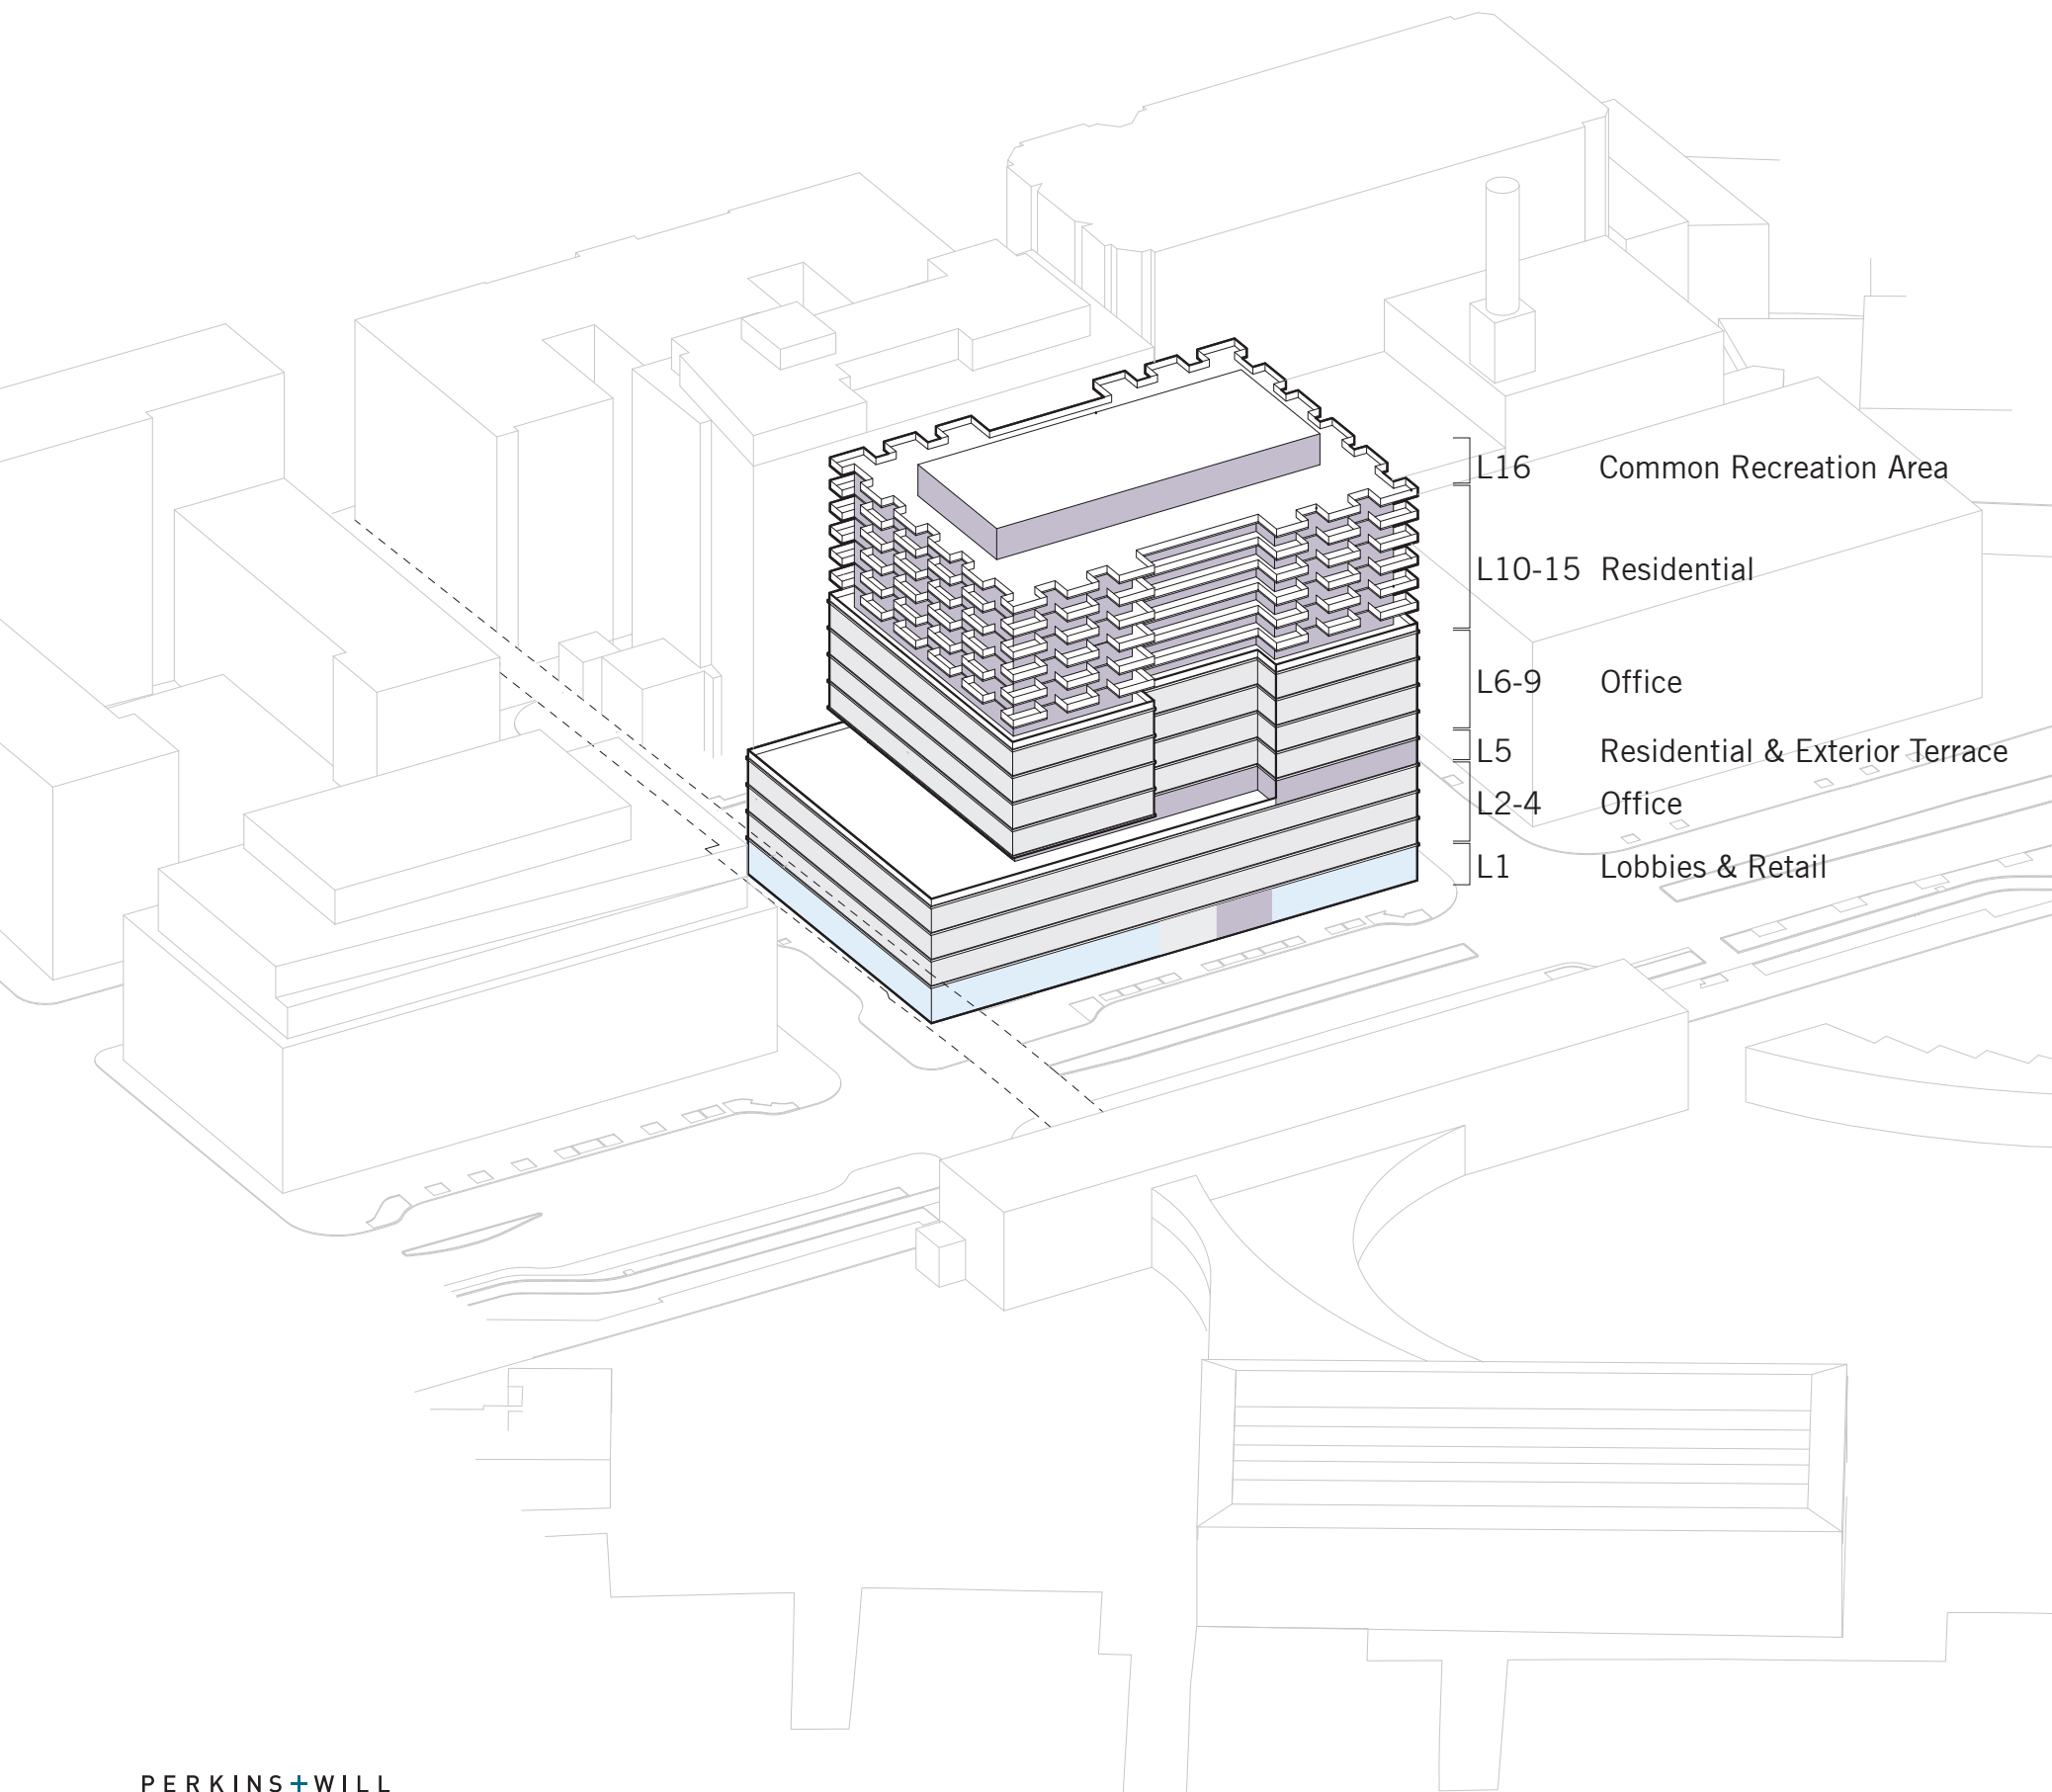 L16 Common Recreation Area
L10-15 Residential
L6-9 Office
L5 Residential & Exterior Terrace
L2-4 Office
L1 Lobbies & Retail
PERKINS+WILL